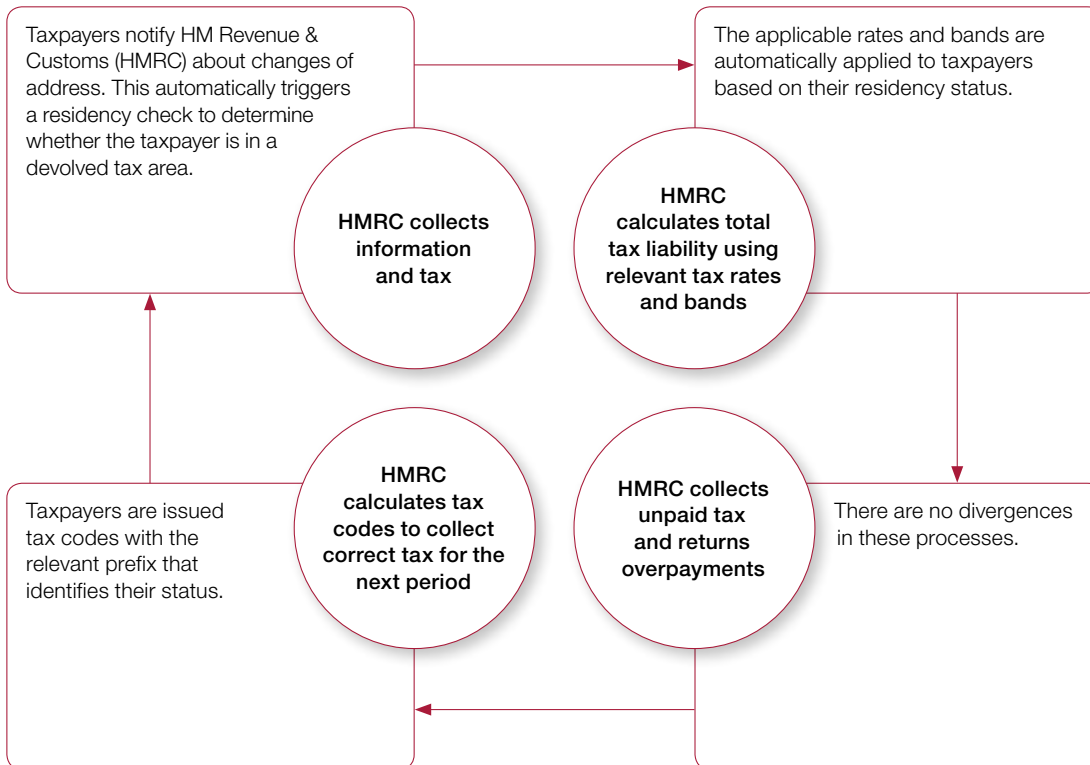 Taxpayers notify HM Revenue &
Customs (HMRC) about changes of
address. This automatically triggers
a residency check to determine
whether the taxpayer is in a
devolved tax area.
HMRC collects
information
and tax
The applicable rates and bands are
automatically applied to taxpayers
based on their residency status.
HMRC
calculates total
tax liability using
relevant tax rates
and bands
There are no divergences
in these processes.
HMRC collects
unpaid tax
and returns
overpayments
Taxpayers are issued
tax codes with the
relevant prefix that
identifies their status.
HMRC
calculates tax
codes to collect
correct tax for the
next period